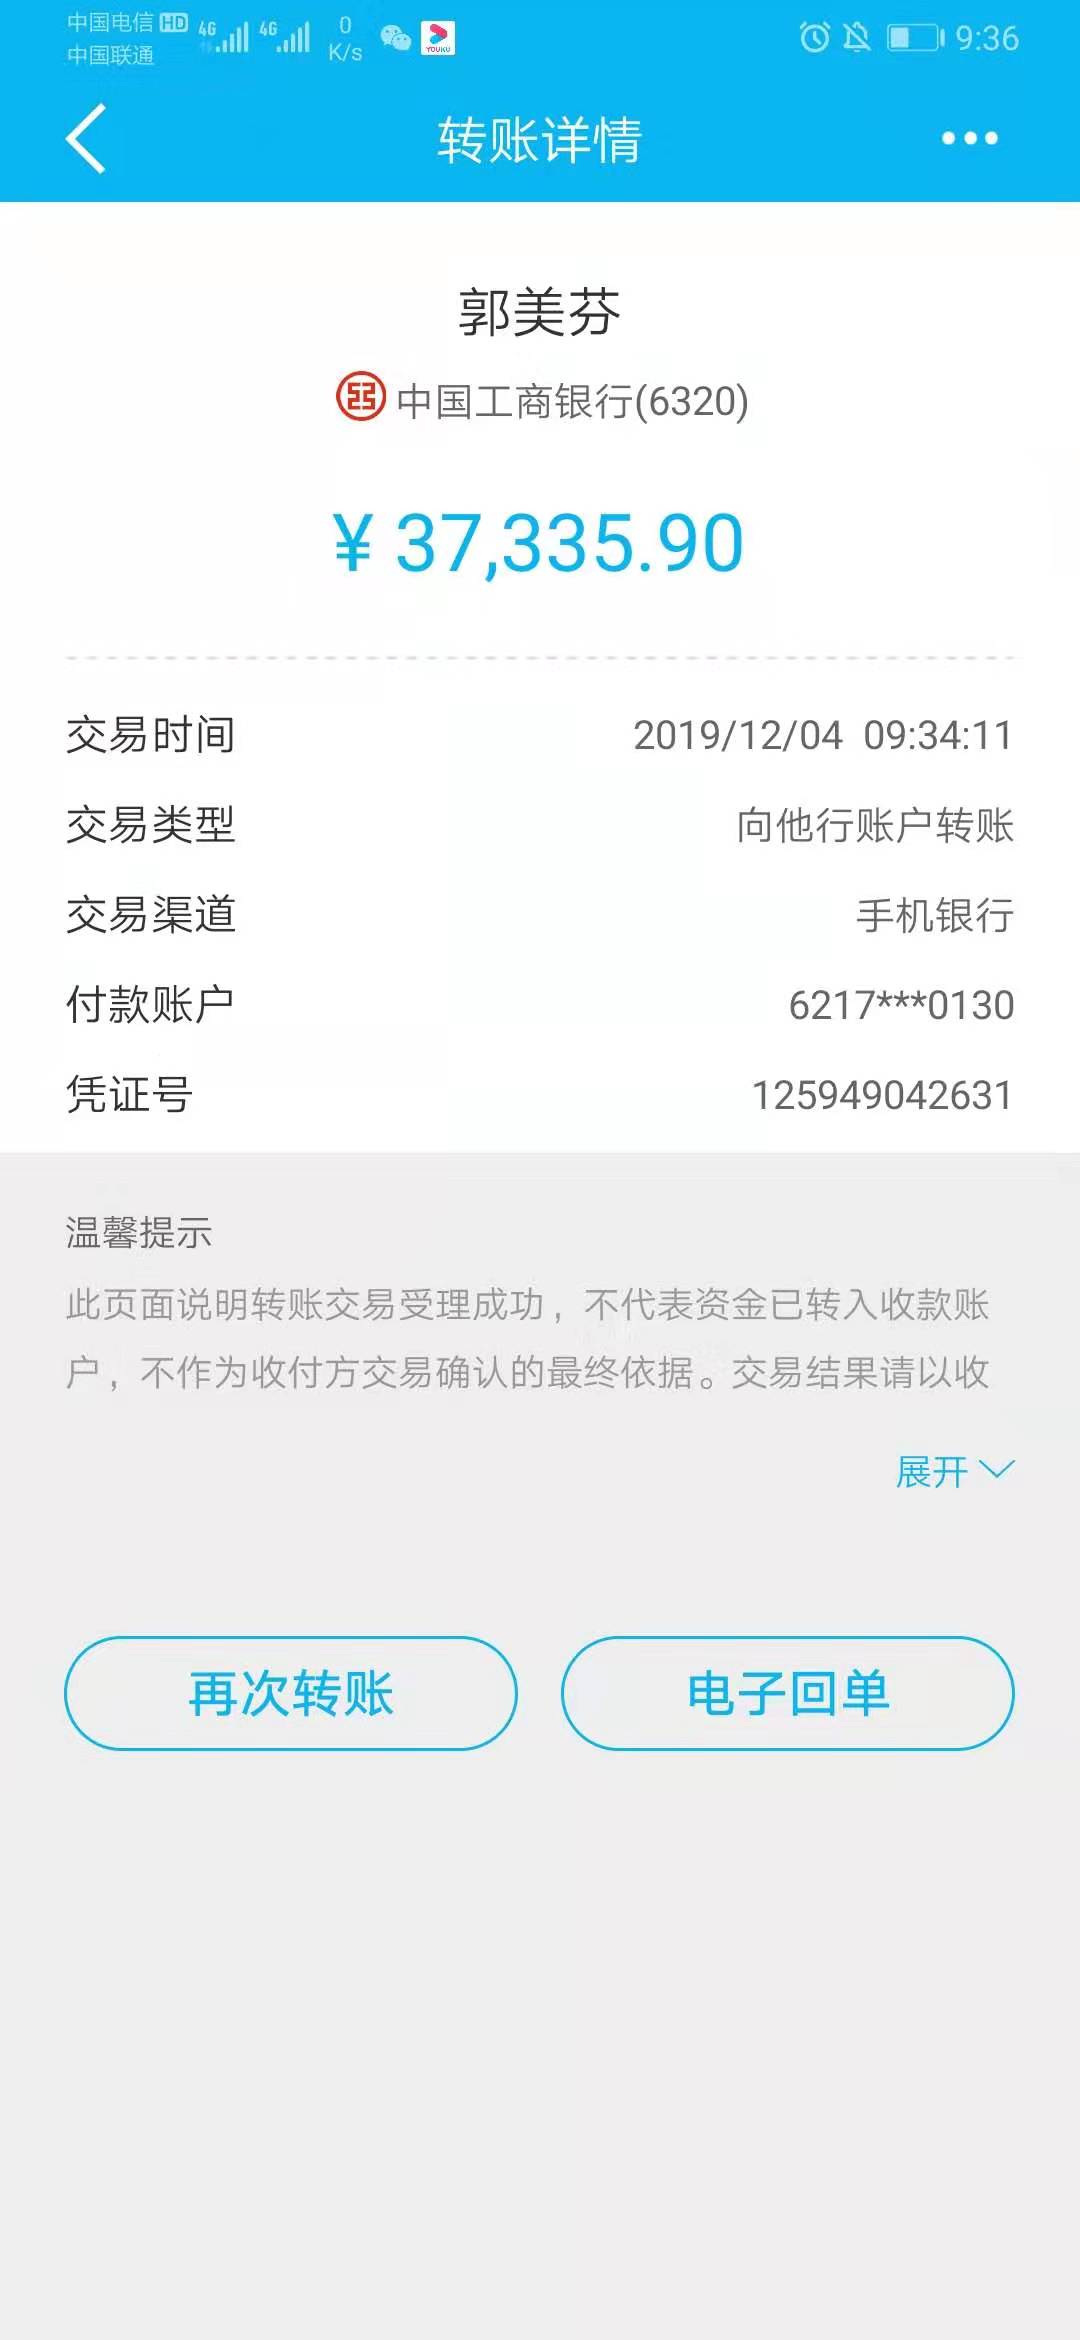 中国电信 HD 4G 4G 0 K/s YOUKU 9:36
中国联通
转账详情
郭美芬
中国工商银行(6320)
¥ 37,335.90
交易时间 2019/12/04 09:34:11
交易类型 向他行账户转账
交易渠道 手机银行
付款账户 6217***0130
凭证号 125949042631
温馨提示
此页面说明转账交易受理成功，不代表资金已转入收款账
户，不作为收付方交易确认的最终依据。交易结果请以收
展开
再次转账 电子回单